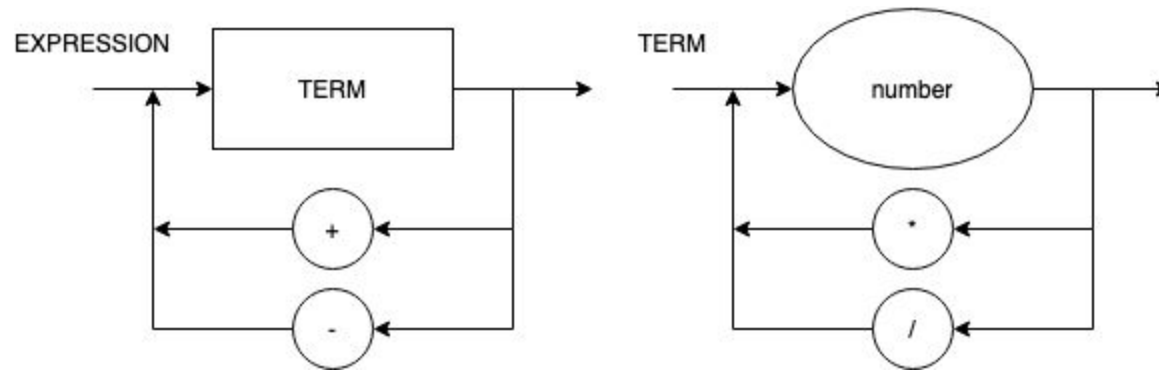 EXPRESSION
TERM
+
-
TERM
number
*
/